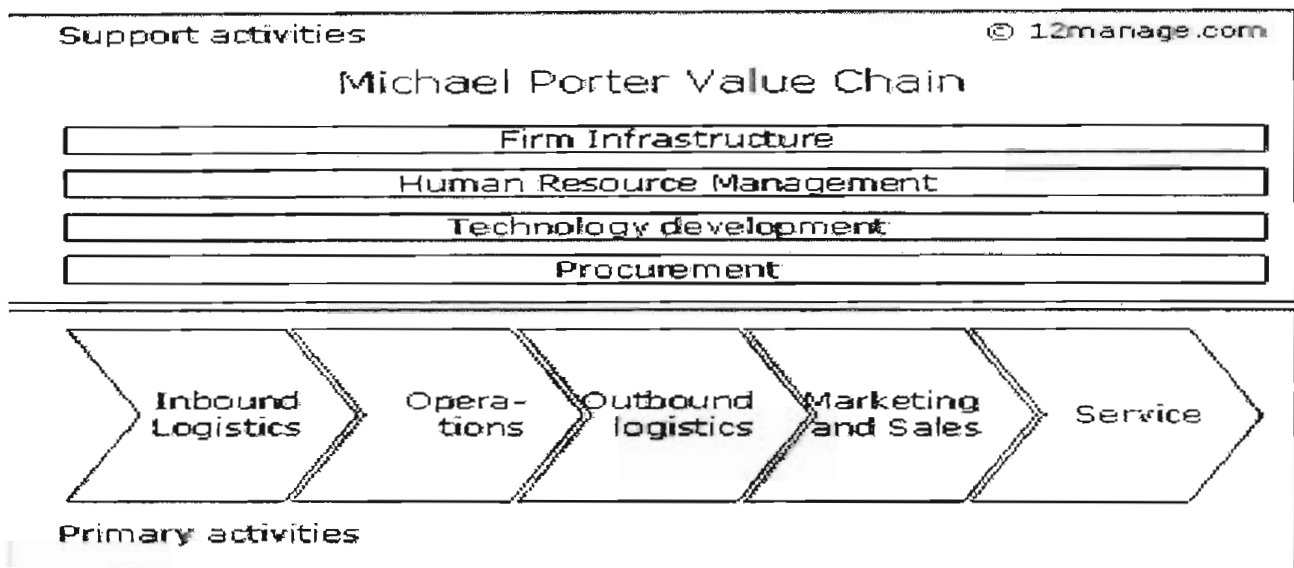 Support activities
© 12manage.com
Michael Porter Value Chain
Firm Infrastructure
Human Resource Management
Technology development
Procurement
Inbound
Logistics
Opera-
tions
Outbound
logistics
Marketing
and Sales
Service
Primary activities